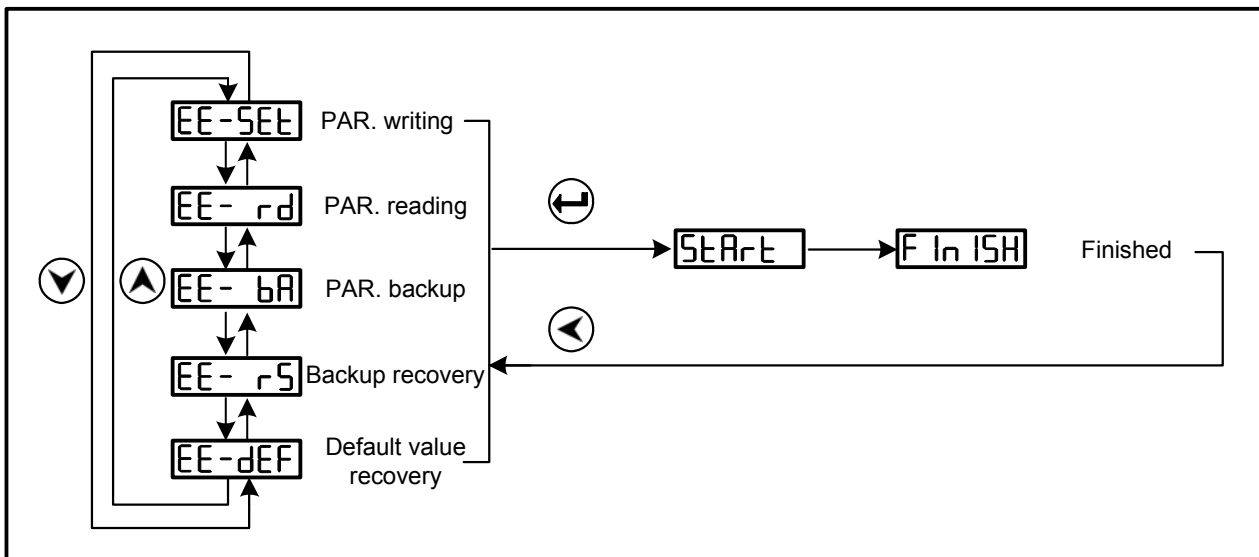 EE-SEt PAR. writing
EE- rd PAR. reading
StArt FInISH Finished
EE- bA PAR. backup
EE- rS Backup recovery
EE-dEF Default value
recovery